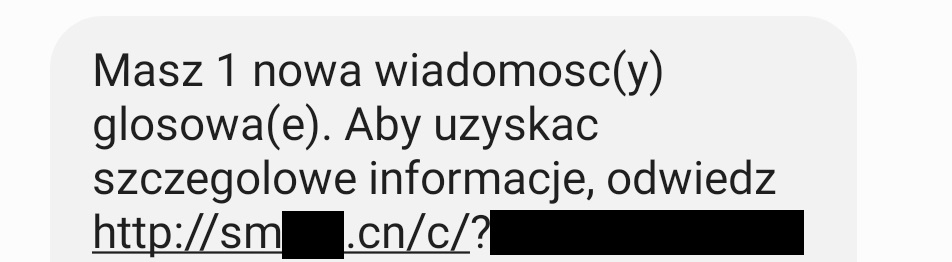 Masz 1 nowa wiadomosc(y)
glosowa(e). Aby uzyskac
szczegolowe informacje, odwiedz
http://sm .cn/c/?